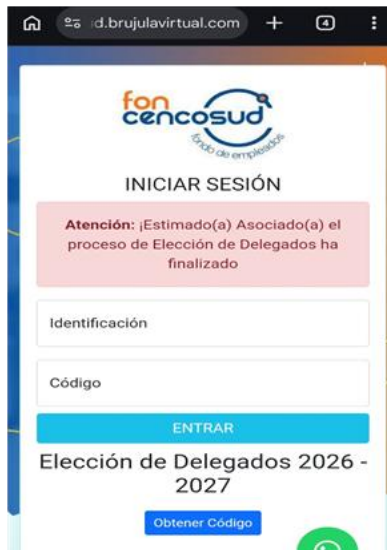 d.brujulavirtual.com
4
fon
cencosud
fondo de empleados
INICIAR SESIÓN
Atención: ¡Estimado(a) Asociado(a) el
proceso de Elección de Delegados ha
finalizado
Identificación
Código
ENTRAR
Elección de Delegados 2026 -
2027
Obtener Código